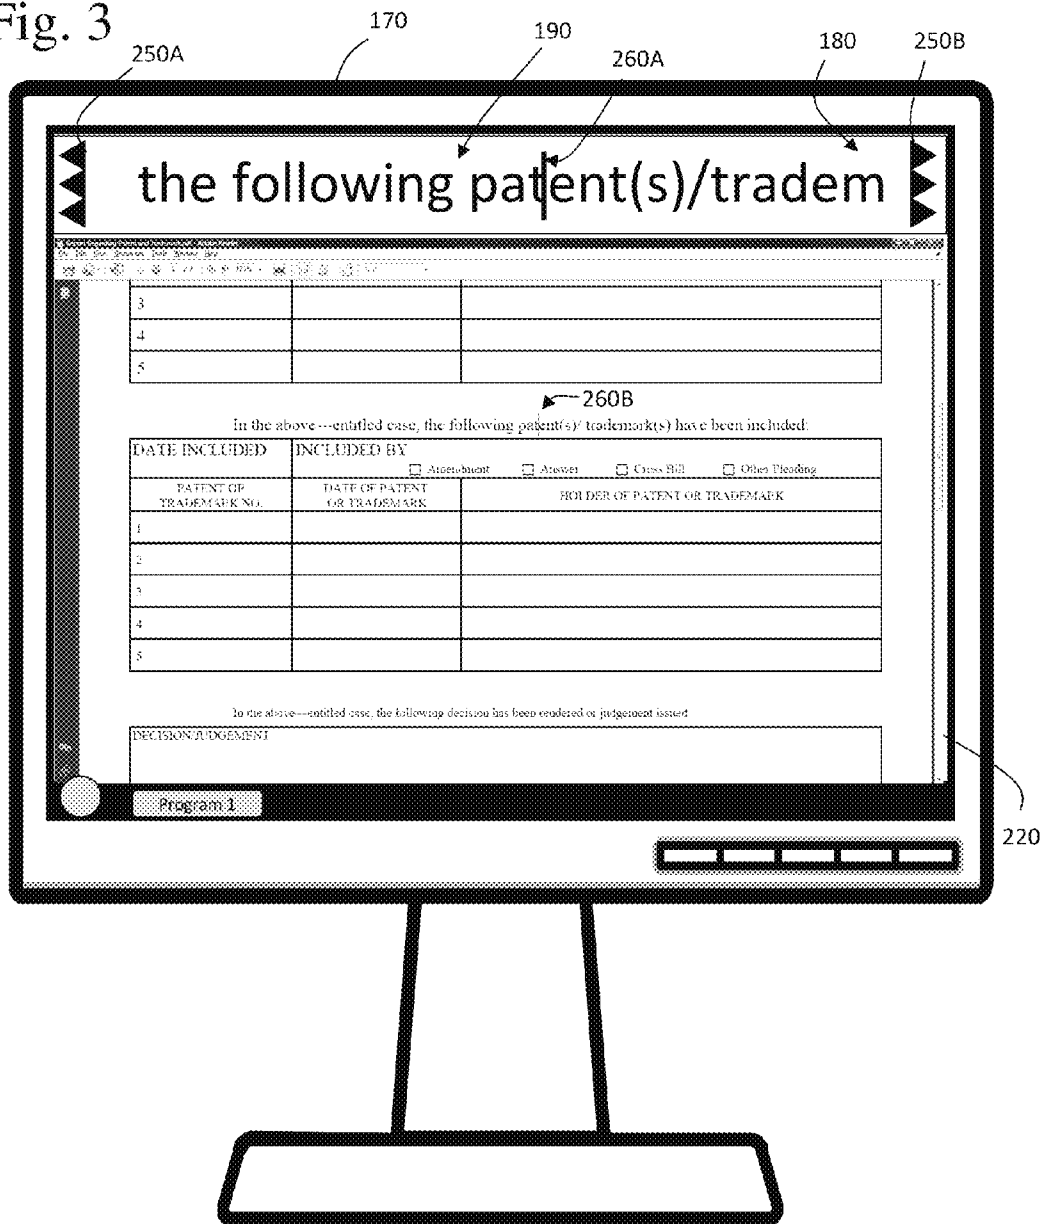 Fig. 3
170
190
180
250B
250A
260A
the following patent(s)/tradem
3
4
5
260B
In the above---entitled case, the following patent(s)/ trademark(s) have been included:
DATE INCLUDED
INCLUDED BY
Amendment
Answer
Cross Bill
Other Pleading
PATENT OR
TRADEMARK NO.
DATE OF PATENT
OR TRADEMARK
HOLDER OF PATENT OR TRADEMARK
1
2
3
4
5
In the above---entitled case, the following decision has been rendered or judgement issued
DECISION/JUDGEMENT
Program 1
220